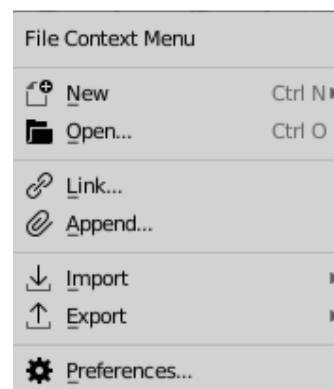 File Context Menu
New Ctrl N
Open... Ctrl O
Link...
Append...
Import
Export
Preferences...